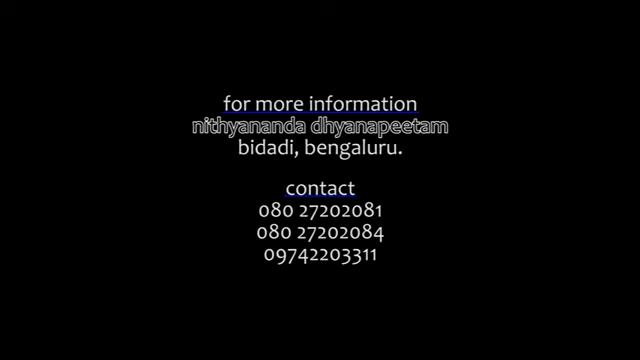 for more information
nithyananda dhyanapeetam
bidadi, bengaluru.
contact
080 27202081
080 27202084
09742203311